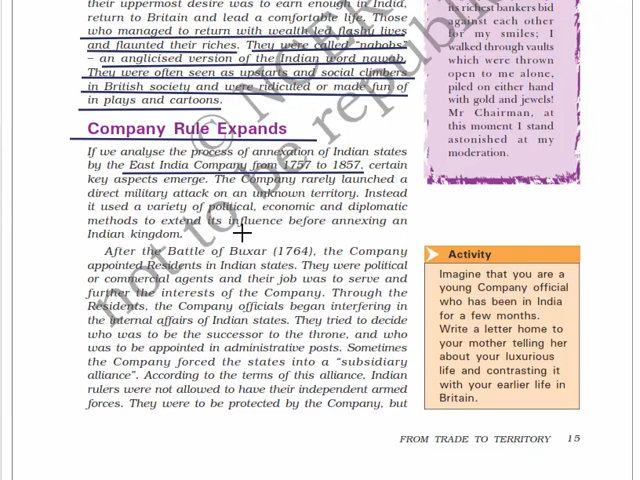 their uppermost desire was to earn enough in India,
return to Britain and lead a comfortable life. Those
who managed to return with wealth led flashy lives
and flaunted their riches. They were called "nabobs"
– an anglicised version of the Indian word nawab.
They were often seen as upstarts and social climbers
in British society and were ridiculed or made fun of
in plays and cartoons.
Company Rule Expands
If we analyse the process of annexation of Indian states
by the East India Company from 1757 to 1857, certain
key aspects emerge. The Company rarely launched a
direct military attack on an unknown territory. Instead
it used a variety of political, economic and diplomatic
methods to extend its influence before annexing an
Indian kingdom.
After the Battle of Buxar (1764), the Company
appointed Residents in Indian states. They were political
or commercial agents and their job was to serve and
further the interests of the Company. Through the
Residents, the Company officials began interfering in
the internal affairs of Indian states. They tried to decide
who was to be the successor to the throne, and who
was to be appointed in administrative posts. Sometimes
the Company forced the states into a "subsidiary
alliance". According to the terms of this alliance, Indian
rulers were not allowed to have their independent armed
forces. They were to be protected by the Company, but
its richest bankers bid
against each other
for my smiles; I
walked through vaults
which were thrown
open to me alone,
piled on either hand
with gold and jewels!
Mr Chairman, at
this moment I stand
astonished at my
moderation.
Activity
Imagine that you are a
young Company official
who has been in India
for a few months.
Write a letter home to
your mother telling her
about your luxurious
life and contrasting it
with your earlier life in
Britain.
FROM TRADE TO TERRITORY 15
© NCER
not to be republi